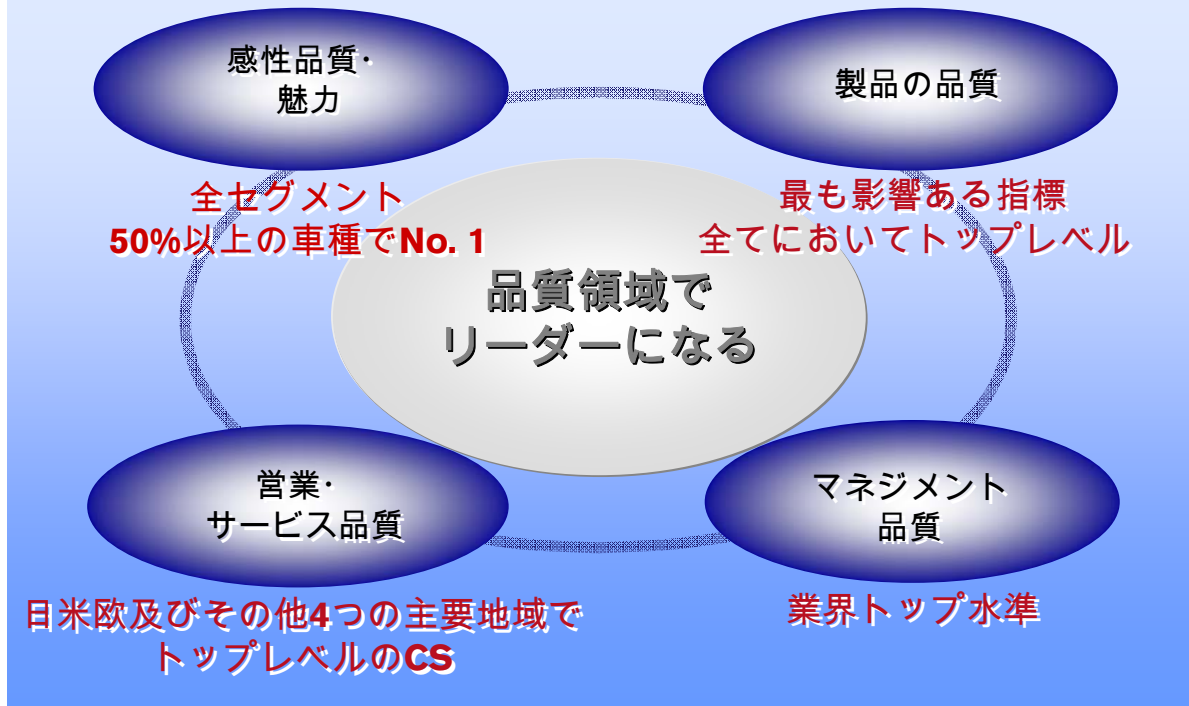 感性品質・
魅力
製品の品質
全セグメント
50%以上の車種でNo. 1
最も影響ある指標
全てにおいてトップレベル
品質領域で
リーダーになる
営業・
サービス品質
マネジメント
品質
日米欧及びその他4つの主要地域で
トップレベルのCS
業界トップ水準